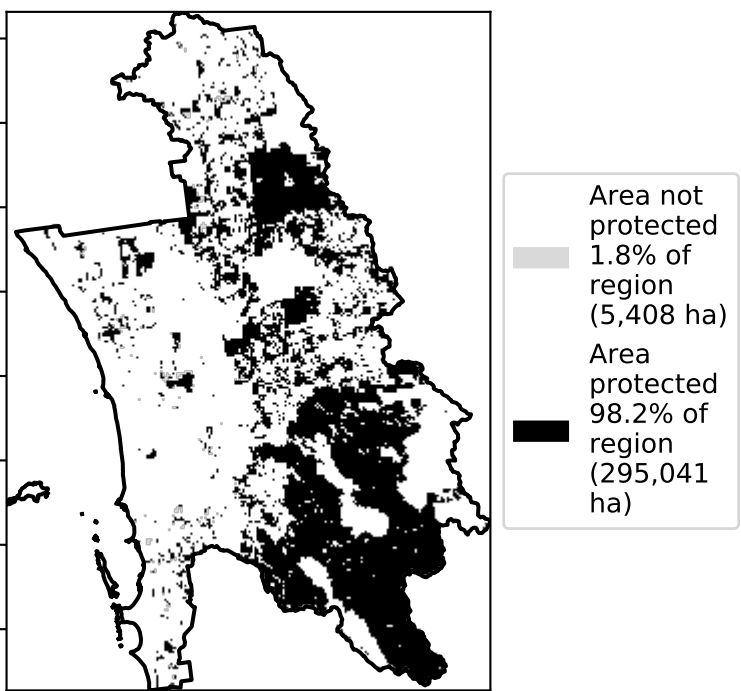 Area not
protected
1.8% of
region
(5,408 ha)
Area
protected
98.2% of
region
(295,041
ha)